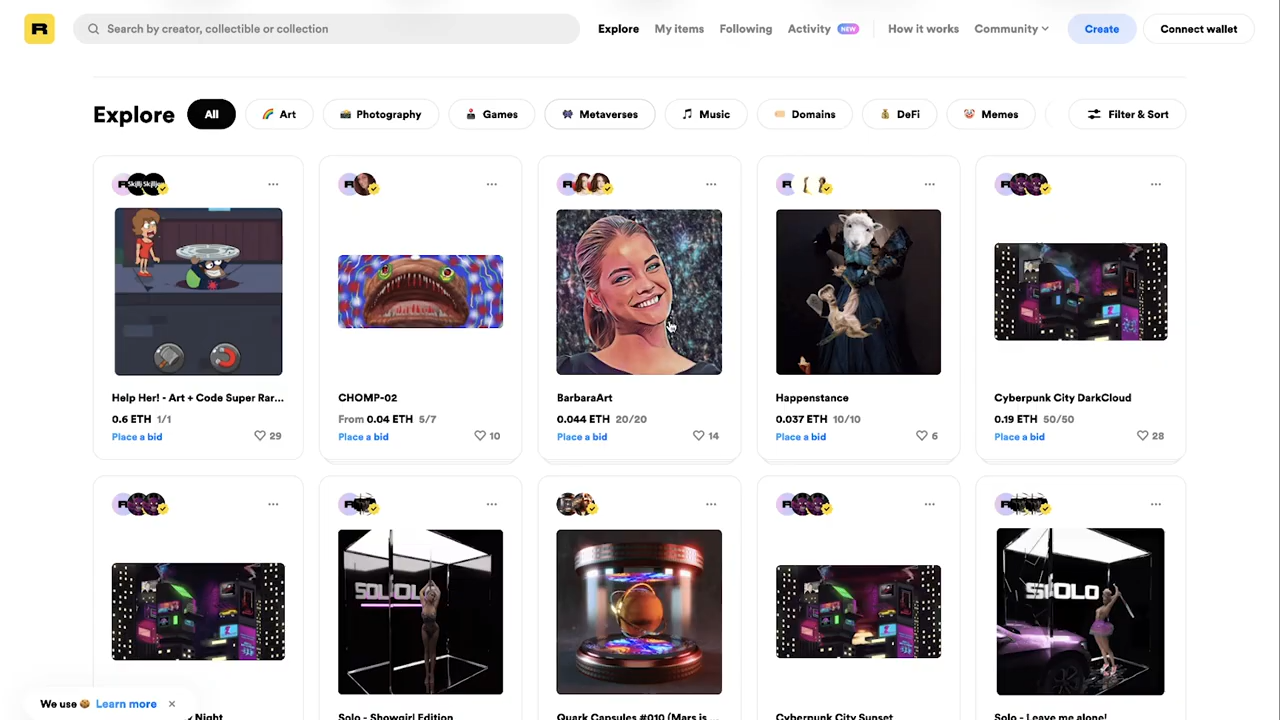 R Search by creator, collectible or collection Explore My items Following Activity NEW How it works Community Create Connect wallet
Explore All Art Photography Games Metaverses Music Domains DeFi Memes Filter & Sort
Help Her! - Art + Code Super Rar...
0.6 ETH 1/1
Place a bid 29
CHOMP-02
From 0.04 ETH 5/7
Place a bid 10
BarbaraArt
0.044 ETH 20/20
Place a bid 14
Happenstance
0.037 ETH 10/10
Place a bid 6
Cyberpunk City DarkCloud
0.19 ETH 50/50
Place a bid 28
SOLOLO
SOLO
Night
Solo - Showgirl Edition
Quark Capsules #010 (Mars is ...
Cyberpunk City Sunset
Solo - Leave me alone!
We use Learn more ×